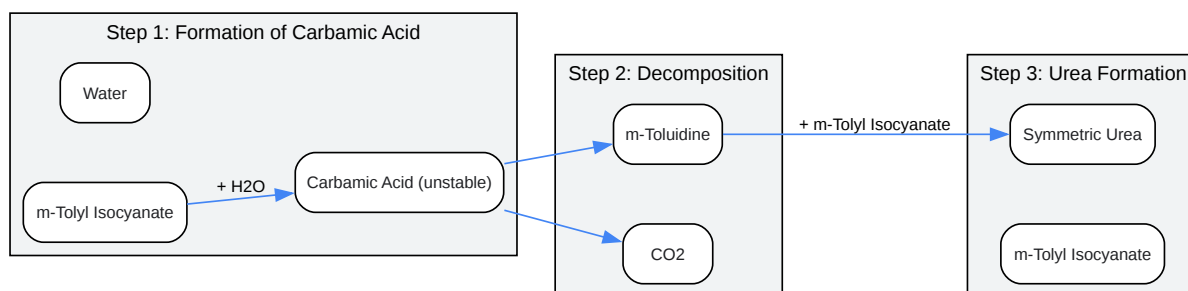 Step 1: Formation of Carbamic Acid
Water
m-Tolyl Isocyanate
+ H2O
Carbamic Acid (unstable)
Step 2: Decomposition
m-Toluidine
CO2
+ m-Tolyl Isocyanate
Step 3: Urea Formation
Symmetric Urea
m-Tolyl Isocyanate